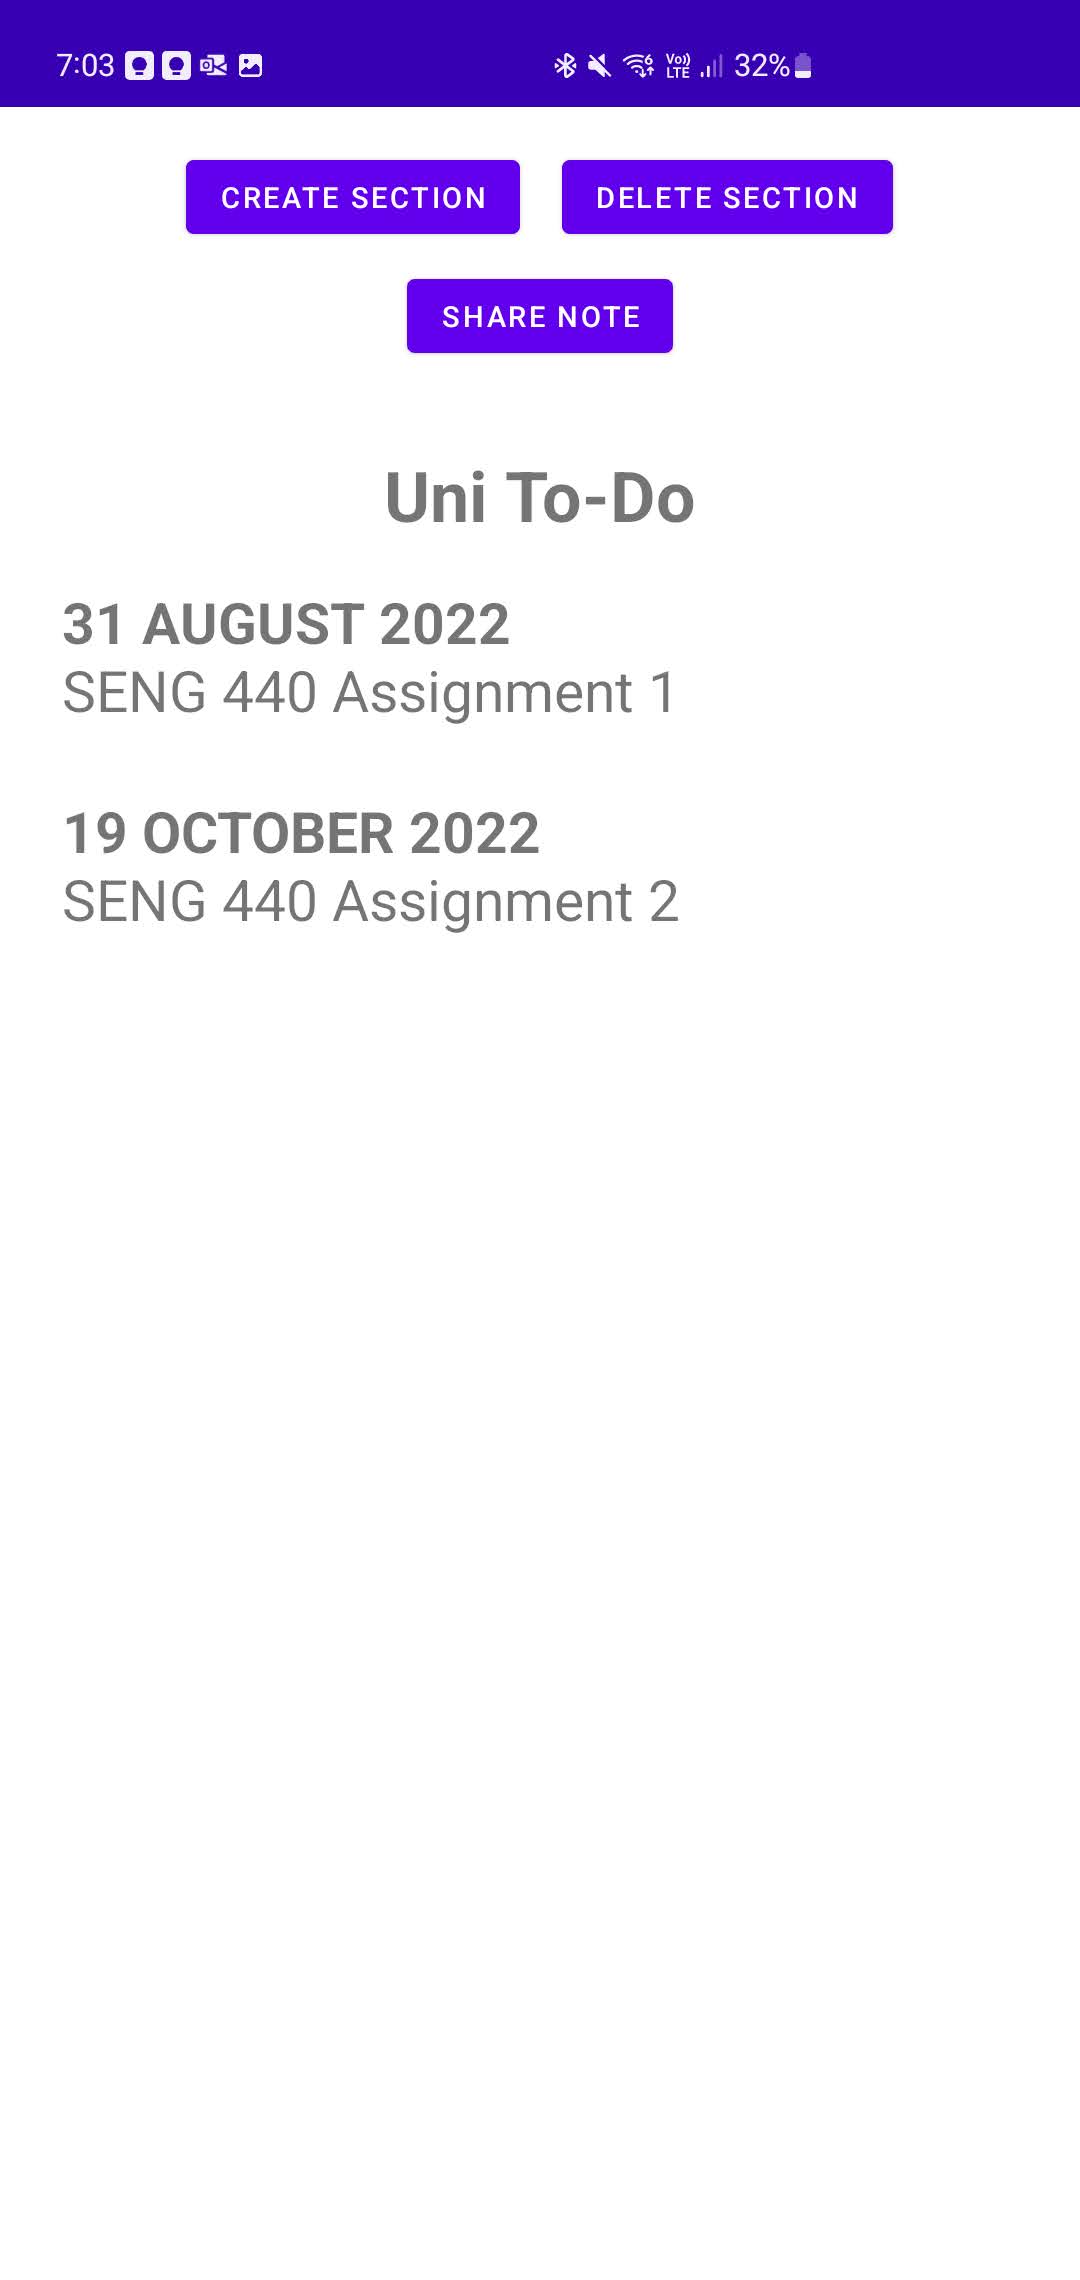 7:03 32%
Vo)) LTE
CREATE SECTION DELETE SECTION
SHARE NOTE
Uni To-Do
31 AUGUST 2022
SENG 440 Assignment 1
19 OCTOBER 2022
SENG 440 Assignment 2